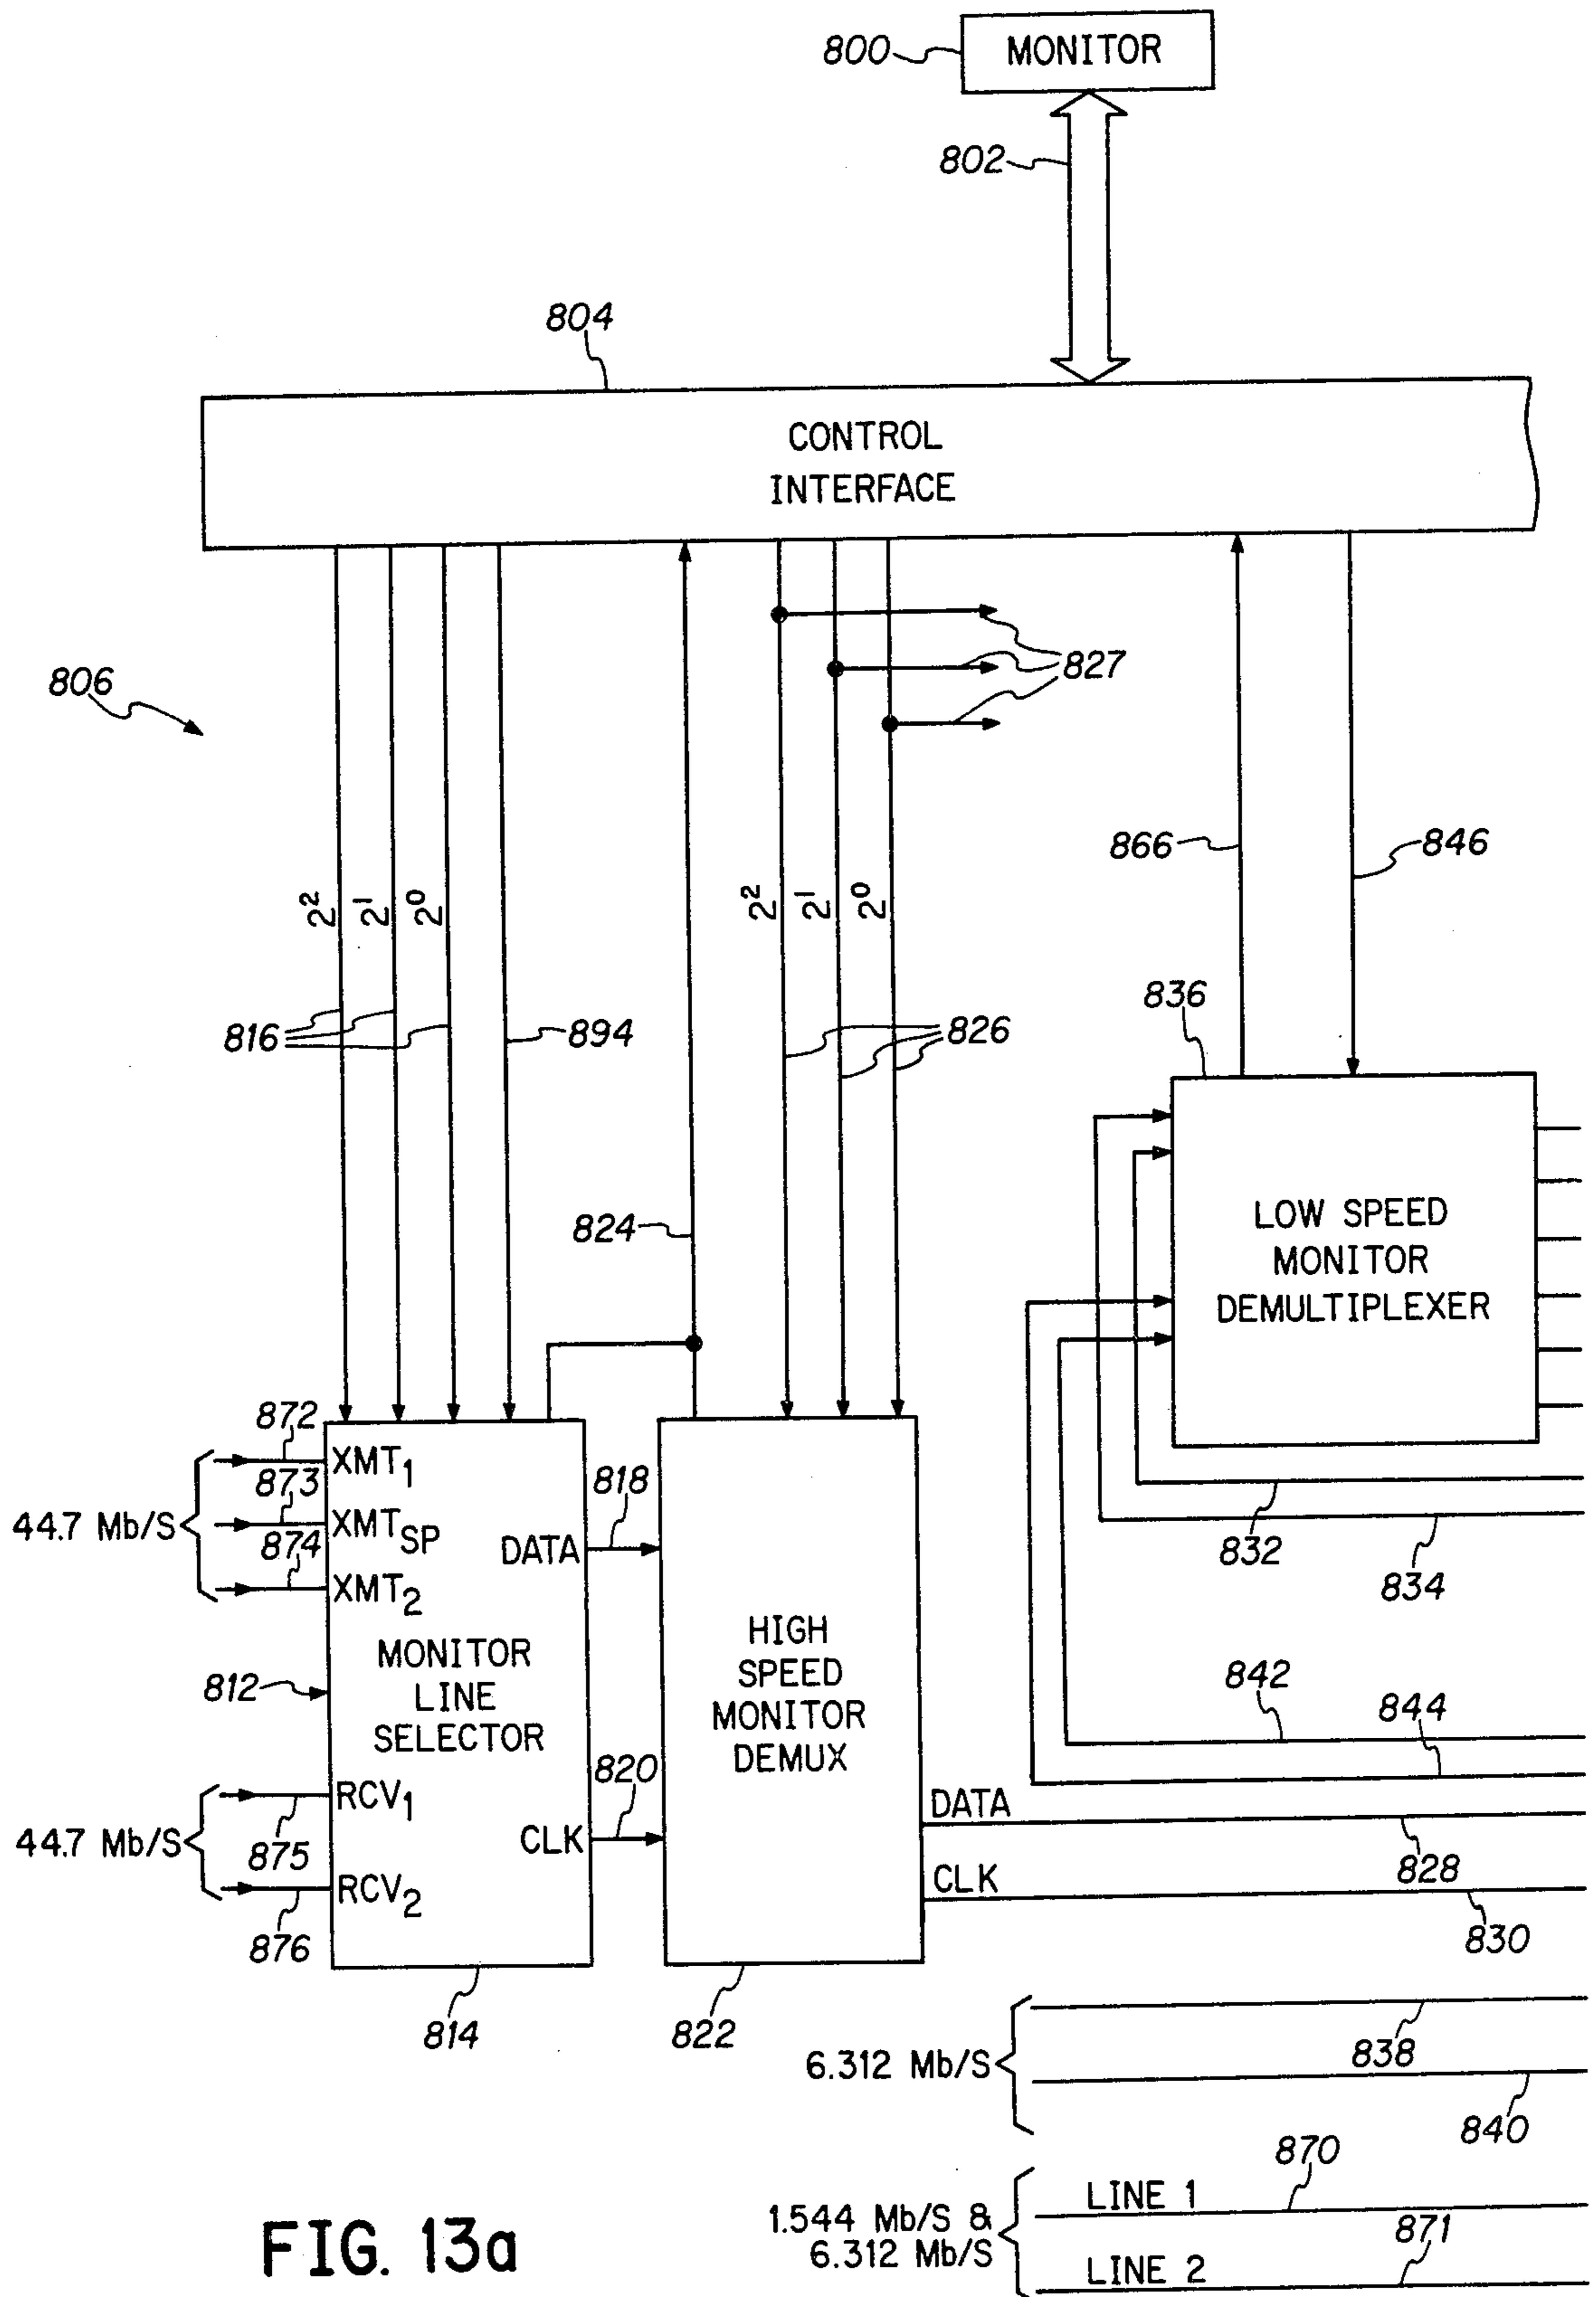 800
MONITOR
802
804
CONTROL
INTERFACE
806
827
866
846
2²
2¹
2⁰
2²
2¹
2⁰
816
894
826
836
824
LOW SPEED
MONITOR
DEMULTIPLEXER
872
XMT₁
873
44.7 Mb/S
XMT_SP
874
XMT₂
818
DATA
832
834
HIGH
SPEED
MONITOR
DEMUX
MONITOR
LINE
SELECTOR
812
842
844
820
RCV₁
44.7 Mb/S
875
CLK
RCV₂
876
DATA
828
CLK
830
814
822
6.312 Mb/S
838
840
870
1.544 Mb/S &
6.312 Mb/S
LINE 1
871
LINE 2
FIG. 13a